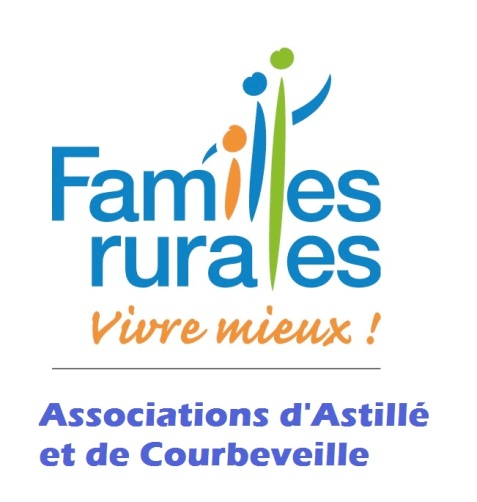 Familles
rurales
Vivre mieux !
Associations d'Astillé
et de Courbeveille